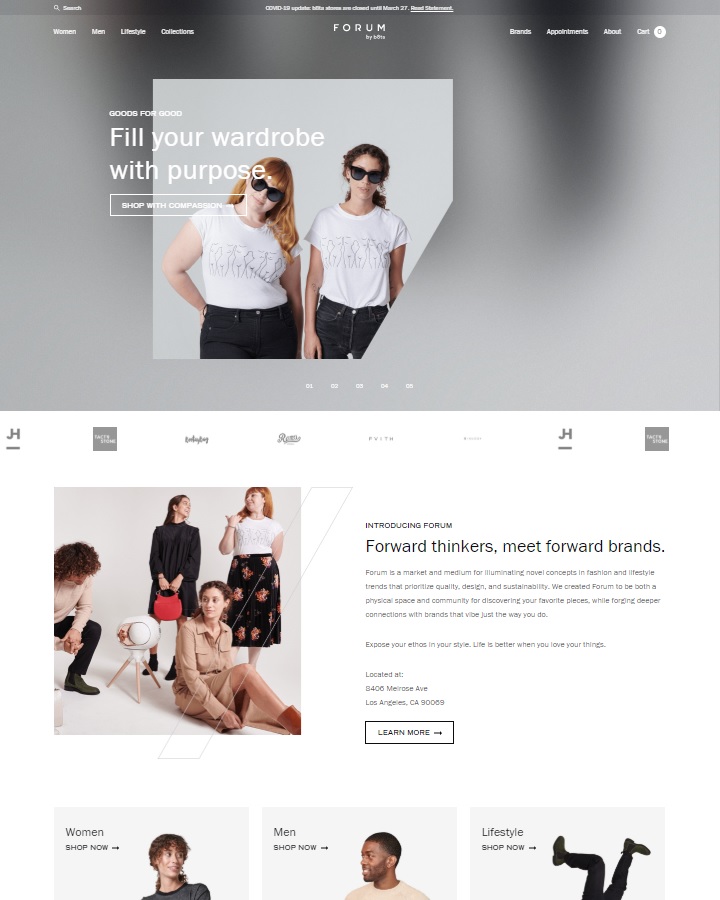 Search
COVID-19 update: b8ta stores are closed until March 27. Read Statement.
Women Men Lifestyle Collections
FORUM
by b8ta
Brands Appointments About Cart 0
GOODS FOR GOOD
Fill your wardrobe
with purpose.
SHOP WITH COMPASSION
01 02 03 04 05
JH
FACTS
STONE
FVITH
JH
FACTS
STONE
INTRODUCING FORUM
Forward thinkers, meet forward brands.
Forum is a market and medium for illuminating novel concepts in fashion and lifestyle
trends that prioritize quality, design, and sustainability. We created Forum to be both a
physical space and community for discovering your favorite pieces, while forging deeper
connections with brands that vibe just the way you do.
Expose your ethos in your style. Life is better when you love your things.
Located at:
8406 Melrose Ave
Los Angeles, CA 90069
LEARN MORE
Women
SHOP NOW
Men
SHOP NOW
Lifestyle
SHOP NOW